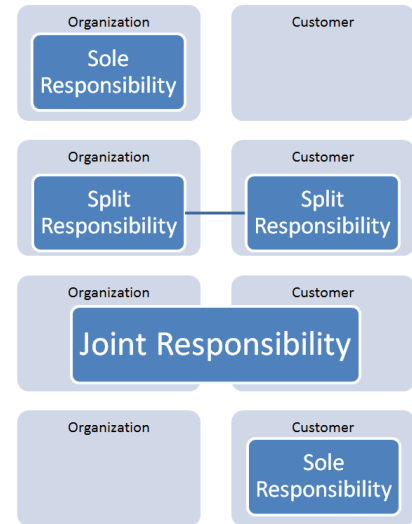 Organization
Customer
Sole
Responsibility
Organization
Customer
Split
Responsibility
Split
Responsibility
Organization
Customer
Joint Responsibility
Organization
Customer
Sole
Responsibility